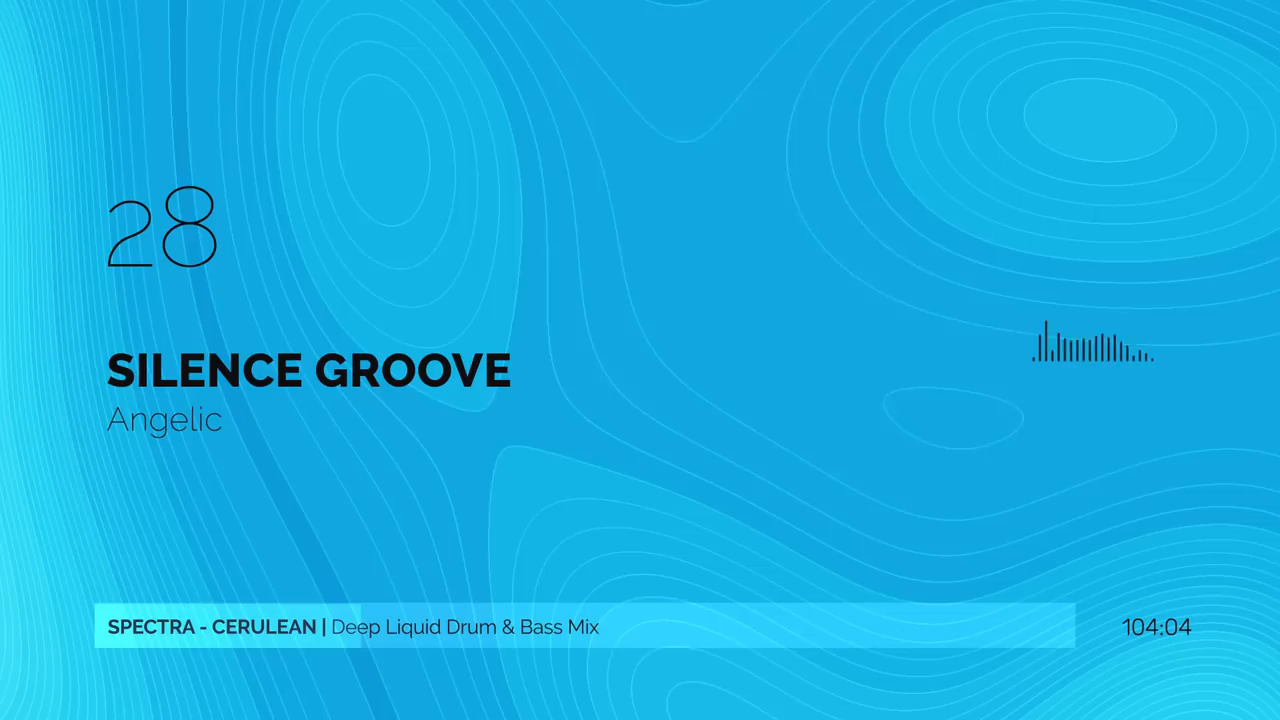 28
SILENCE GROOVE
Angelic
SPECTRA - CERULEAN | Deep Liquid Drum & Bass Mix
104:04